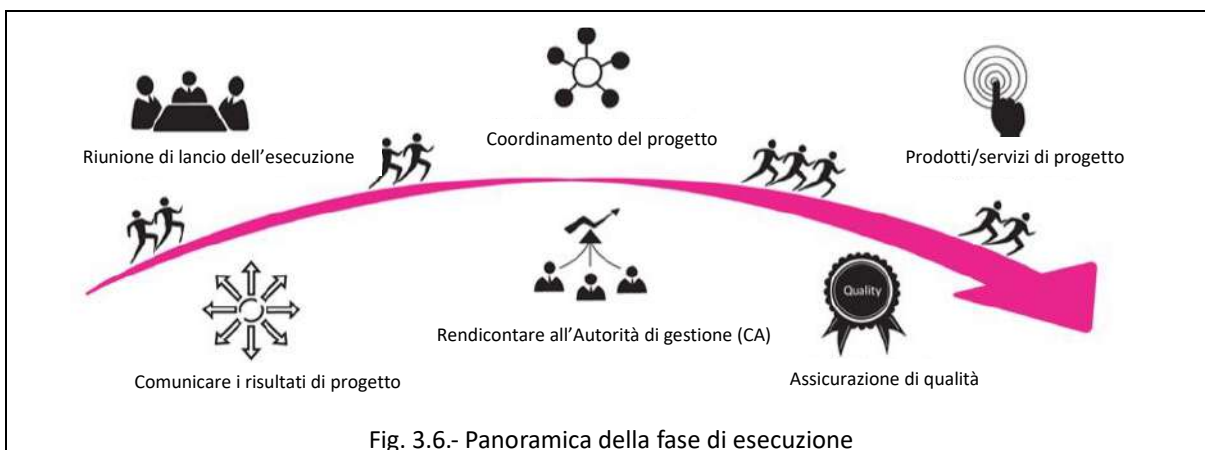 Riunione di lancio dell’esecuzione
Coordinamento del progetto
Prodotti/servizi di progetto
Comunicare i risultati di progetto
Rendicontare all’Autorità di gestione (CA)
Quality
Assicurazione di qualità
Fig. 3.6.- Panoramica della fase di esecuzione